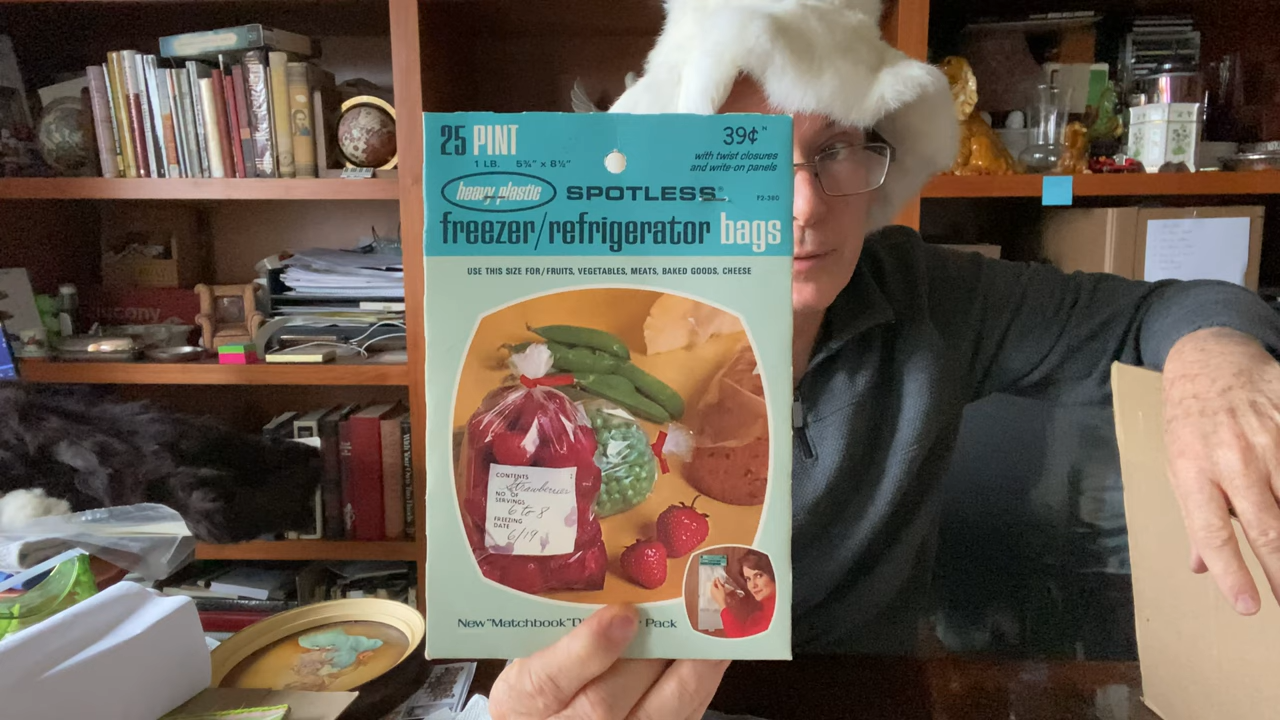 25 PINT
39¢
1 LB. 5¾" x 8½"
with twist closures
and write-on panels
heavy plastic SPOTLESS®
F2-360
freezer/refrigerator bags
USE THIS SIZE FOR/FRUITS, VEGETABLES, MEATS, BAKED GOODS, CHEESE
CONTENTS
Strawberries
NO. OF
SERVINGS
6 to 8
FREEZING
DATE
6/19
New "Matchbook" Pack